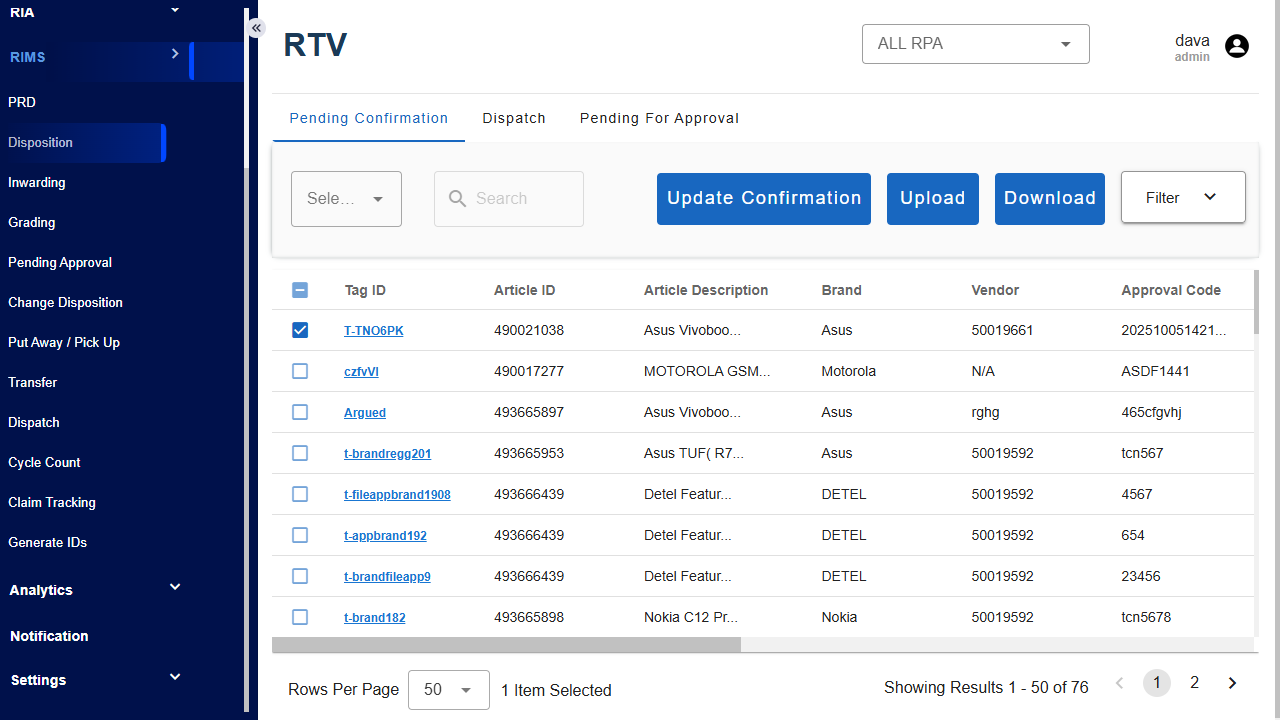 RIA
RIMS
PRD
Disposition
Inwarding
Grading
Pending Approval
Change Disposition
Put Away / Pick Up
Transfer
Dispatch
Cycle Count
Claim Tracking
Generate IDs
Analytics
Notification
Settings
RTV
ALL RPA
dava
admin
Pending Confirmation Dispatch Pending For Approval
Sele... Search Update Confirmation Upload Download Filter
Tag ID Article ID Article Description Brand Vendor Approval Code
T-TNO6PK 490021038 Asus Vivoboo... Asus 50019661 202510051421...
czfvVl 490017277 MOTOROLA GSM... Motorola N/A ASDF1441
Argued 493665897 Asus Vivoboo... Asus rghg 465cfgvhj
t-brandregg201 493665953 Asus TUF( R7... Asus 50019592 tcn567
t-fileappbrand1908 493666439 Detel Featur... DETEL 50019592 4567
t-appbrand192 493666439 Detel Featur... DETEL 50019592 654
t-brandfileapp9 493666439 Detel Featur... DETEL 50019592 23456
t-brand182 493665898 Nokia C12 Pr... Nokia 50019592 tcn5678
Rows Per Page 50 1 Item Selected Showing Results 1 - 50 of 76 1 2